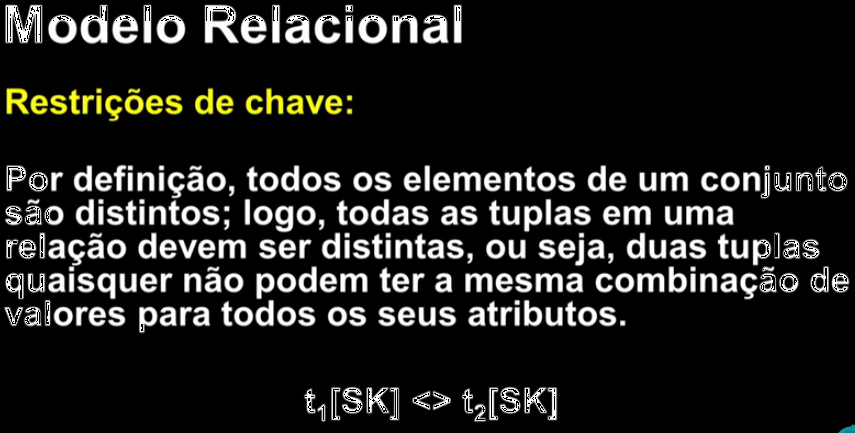 Modelo Relacional
Restrições de chave:
Por definição, todos os elementos de um conjunto
são distintos; logo, todas as tuplas em uma
relação devem ser distintas, ou seja, duas tuplas
quaisquer não podem ter a mesma combinação de
valores para todos os seus atributos.
t₁[SK] <> t₂[SK]